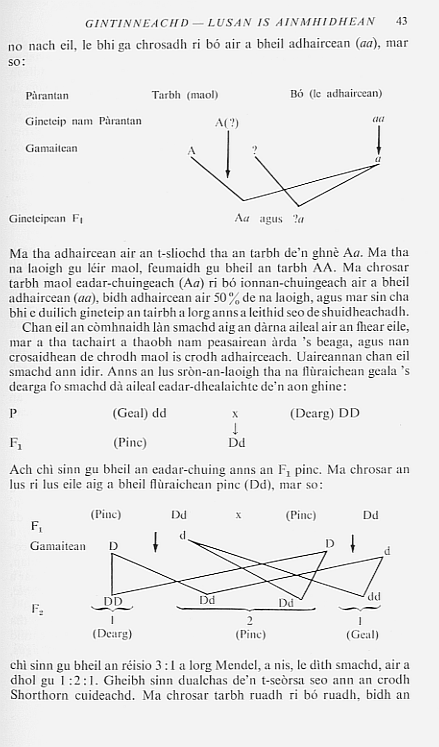 GINTINNEACHD — LUSAN IS AINMHIDHEAN 43
no nach eil, le bhi ga chrosadh ri bó air a bheil adhaircean (aa), mar
so:
Pàrantan Tarbh (maol) Bó (le adhaircean)
Gineteip nam Pàrantan A(?) aa
Gamaitean A ? a
Gineteipean F₁ Aa agus ?a
Ma tha adhaircean air an t-sliochd tha an tarbh de'n ghnè Aa. Ma tha
na laoigh gu léir maol, feumaidh gu bheil an tarbh AA. Ma chrosar
tarbh maol eadar-chuingeach (Aa) ri bó ionnan-chuingeach air a bheil
adhaircean (aa), bidh adhaircean air 50% de na laoigh, agus mar sin cha
bhi e duilich gineteip an tairbh a lorg anns a leithid seo de shuidheachadh.
Chan eil an còmhnaidh làn smachd aig an dàrna aileal air an fhear eile,
mar a tha tachairt a thaobh nam peasairean àrda 's beaga, agus nan
crosaidhean de chrodh maol is crodh adhairceach. Uaireannan chan eil
smachd ann idir. Anns an lus sròn-an-laoigh tha na flùraichean geala 's
dearga fo smachd dà aileal eadar-dhealaichte de'n aon ghine:
P (Geal) dd x (Dearg) DD
↓
F₁ (Pinc) Dd
Ach chì sinn gu bheil an eadar-chuing anns an F₁ pinc. Ma chrosar an
lus ri lus eile aig a bheil flùraichean pinc (Dd), mar so:
(Pinc) Dd x (Pinc) Dd
F₁
Gamaitean D d D d
DD Dd Dd dd
F₂
1 2 1
(Dearg) (Pinc) (Geal)
chì sinn gu bheil an réisio 3 : 1 a lorg Mendel, a nis, le dìth smachd, air a
dhol gu 1 : 2 : 1. Gheibh sinn dualchas de'n t-seòrsa seo ann an crodh
Shorthorn cuideachd. Ma chrosar tarbh ruadh ri bó ruadh, bidh an